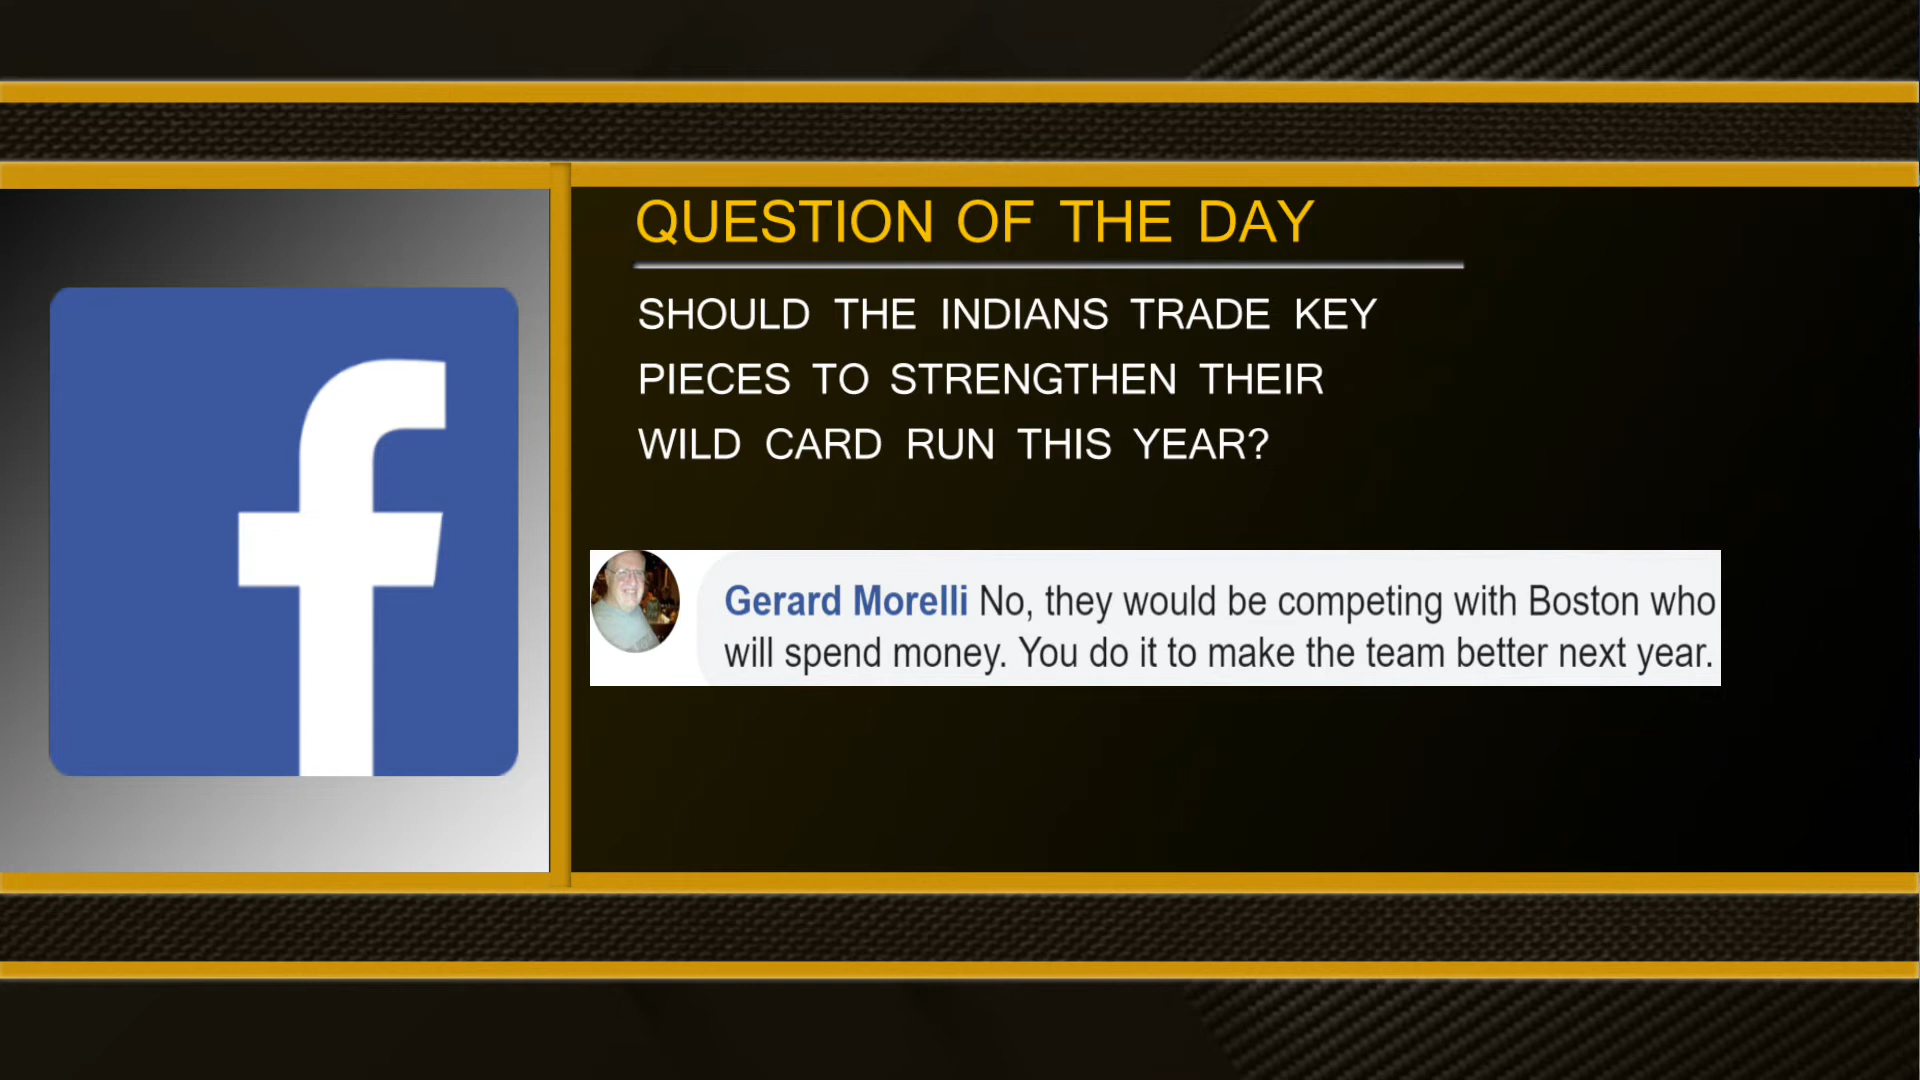 QUESTION OF THE DAY
SHOULD THE INDIANS TRADE KEY
PIECES TO STRENGTHEN THEIR
WILD CARD RUN THIS YEAR?
Gerard Morelli No, they would be competing with Boston who
will spend money. You do it to make the team better next year.